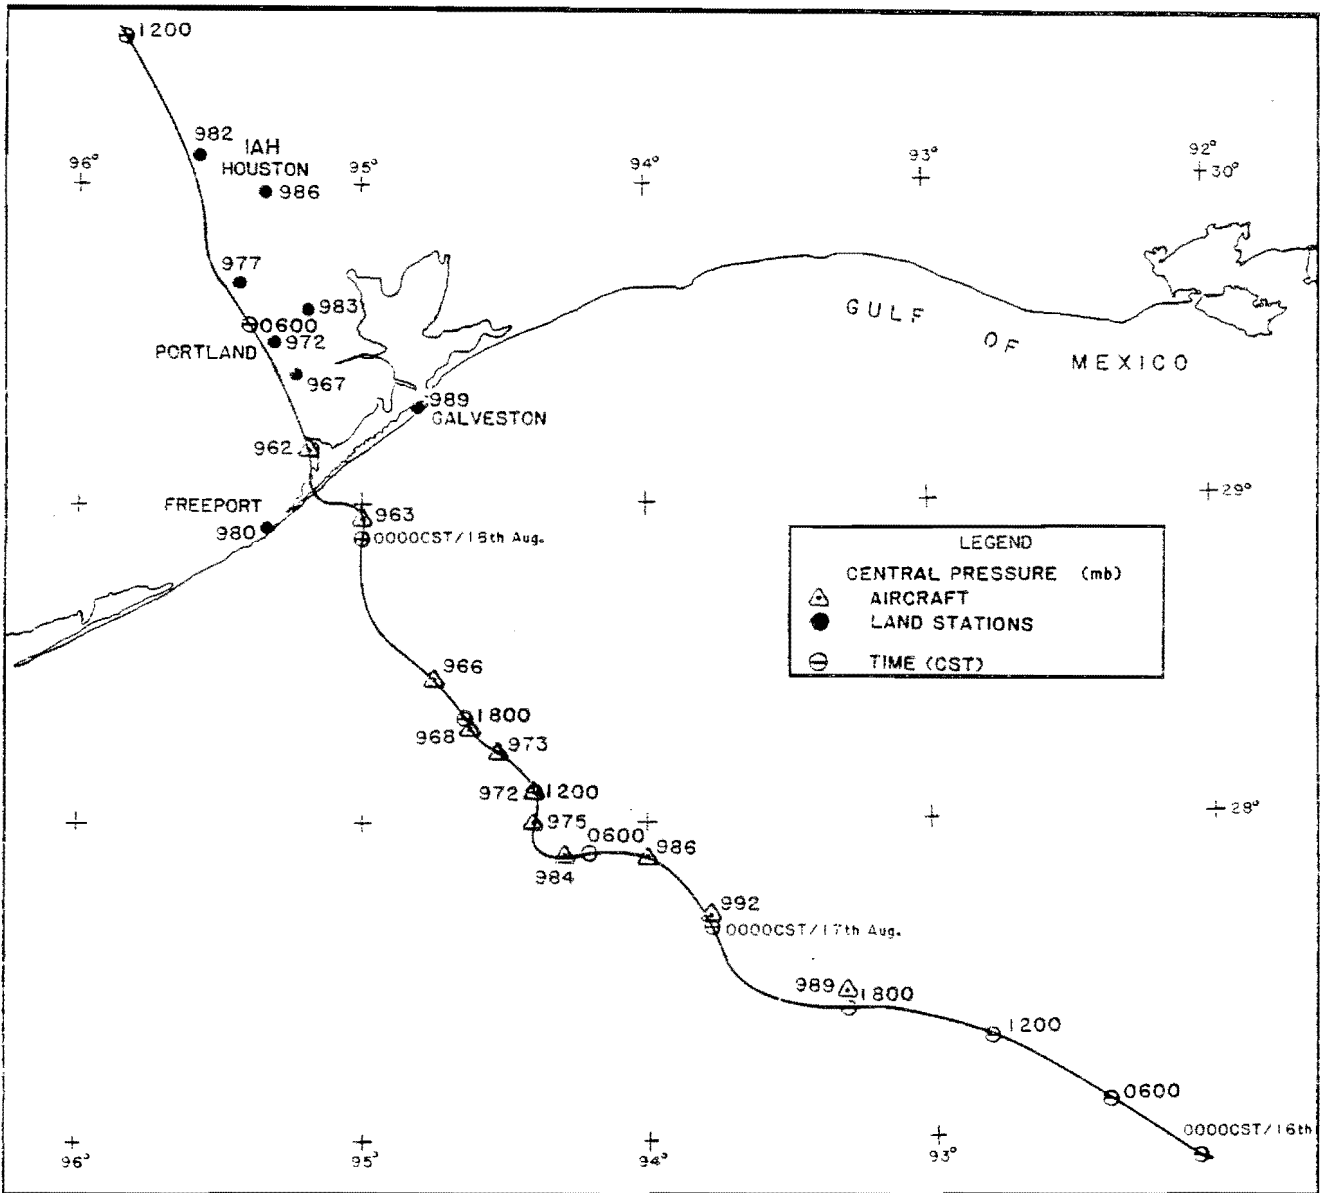 1200
982
IAH
HOUSTON
986
96°
95°
94°
93°
92°
30°
977
983
0600
972
PORTLAND
967
GULF
OF
MEXICO
989
GALVESTON
962
FREEPORT
980
963
0000CST/18th Aug.
29°
LEGEND
CENTRAL PRESSURE (mb)
AIRCRAFT
LAND STATIONS
TIME (CST)
966
1800
968
973
972
1200
975
0600
984
986
28°
992
0000CST/17th Aug.
989
1800
1200
0600
0000CST/16th
96°
95°
94°
93°